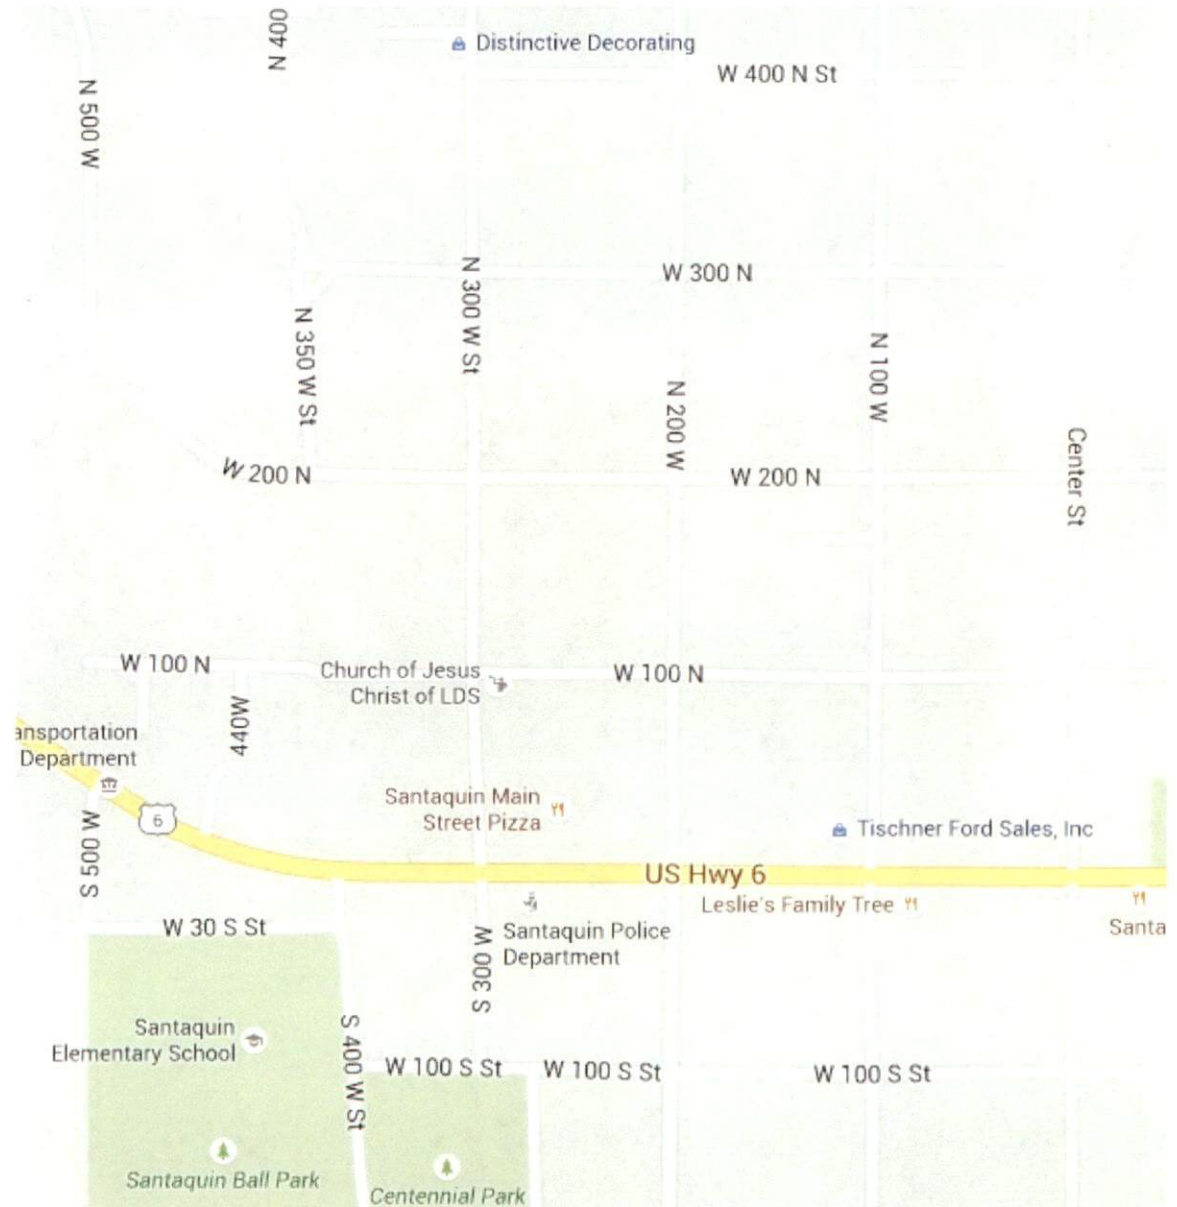 N 400
Distinctive Decorating
W 400 N St
N 500 W
W 300 N
N 300 W St
N 350 W St
N 100 W
N 200 W
Center St
W 200 N
W 200 N
W 100 N
Church of Jesus
Christ of LDS
W 100 N
440W
ansportation
Department
Santaquin Main
Street Pizza
6
Tischner Ford Sales, Inc
S 500 W
US Hwy 6
Leslie's Family Tree
Santa
W 30 S St
S 300 W
Santaquin Police
Department
Santaquin
Elementary School
S 400 W St
W 100 S St
W 100 S St
W 100 S St
Santaquin Ball Park
Centennial Park